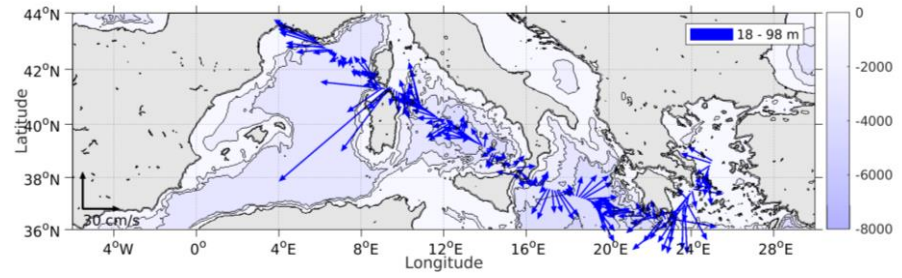 44°N
42°N
40°N
38°N
36°N
Latitude
18 - 98 m
30 cm/s
4°W
0°
4°E
8°E
12°E
16°E
20°E
24°E
28°E
Longitude
0
-2000
-4000
-6000
-8000